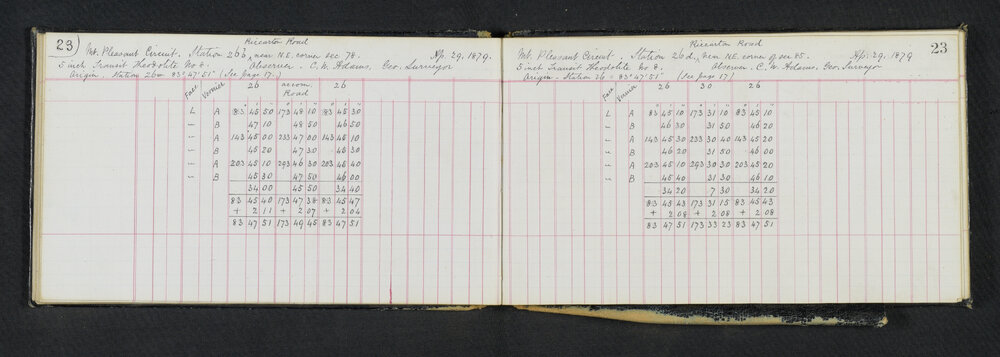 23)
Riccarton Road
Mt. Pleasant Circuit. Station 26b, near N.E. corner sec 78. Ap. 29. 1879.
5 inch Transit Theodolite No 8. Observer. C. W. Adams, Geo. Surveyor
Origin. Station 26 = 83° 47' 51" (See page 17.)
Face Vernier 26 accom. Road 26
° ' " ° ' " ° ' "
L A 83 45 50 173 48 10 83 45 30
" B 47 10 48 50 46 50
" A 143 45 00 233 47 00 143 45 10
" B 45 20 47 30 45 30
" A 203 45 10 293 46 30 203 45 40
" B 45 30 47 50 46 00
34 00 45 50 34 40
83 45 40 173 47 38 83 45 47
+ 2 11 + 2 07 + 2 04
83 47 51 173 49 45 83 47 51
23
Riccarton Road
Mt. Pleasant Circuit. Station 26d, near N.E. corner of sec 85. Ap. 29. 1879
5 inch Transit Theodolite No 8. Observer. C. W. Adams, Geo. Surveyor
Origin. Station 26 = 83° 47' 51" (See page 17)
Face Vernier 26 30 26
° ' " ° ' " ° ' "
L A 83 45 10 173 31 10 83 45 10
" B 46 30 31 50 46 20
" A 143 45 30 233 30 40 143 45 20
" B 46 20 31 50 46 00
" A 203 45 10 293 30 30 203 45 20
" B 45 40 31 30 46 10
34 20 7 30 34 20
83 45 43 173 31 15 83 45 43
+ 2 08 + 2 08 + 2 08
83 47 51 173 33 23 83 47 51